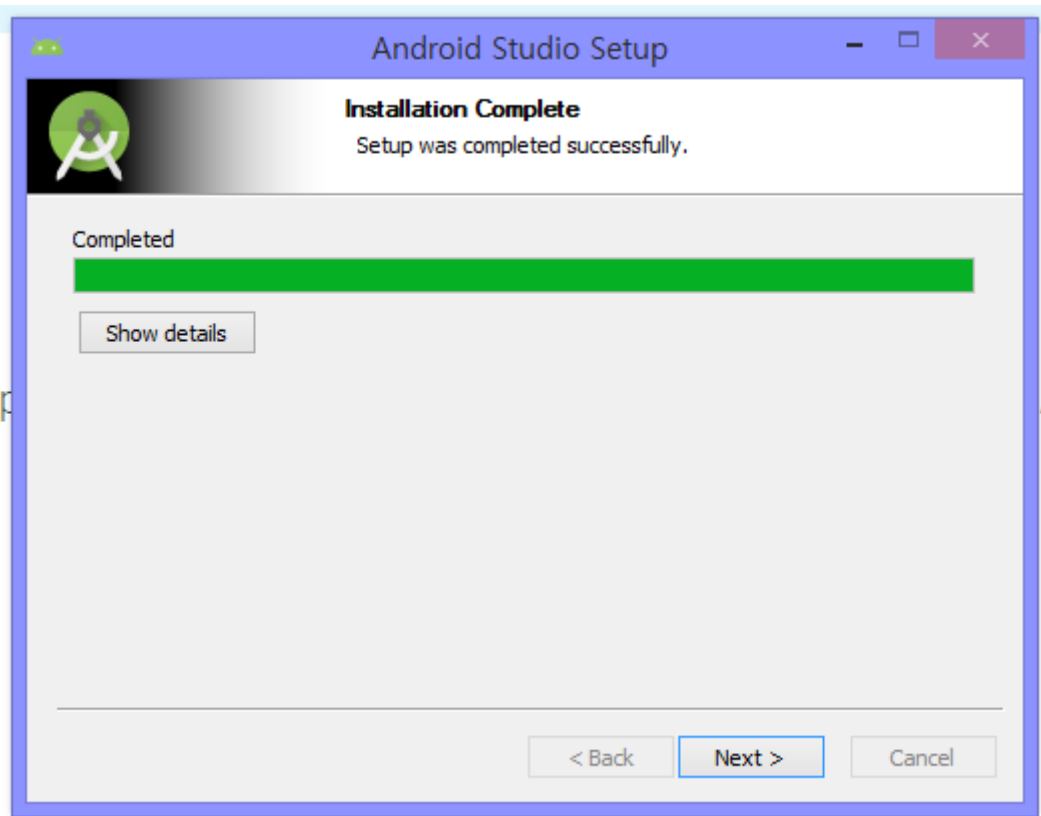 Android Studio Setup
Installation Complete
Setup was completed successfully.
Completed
Show details
< Back
Next >
Cancel